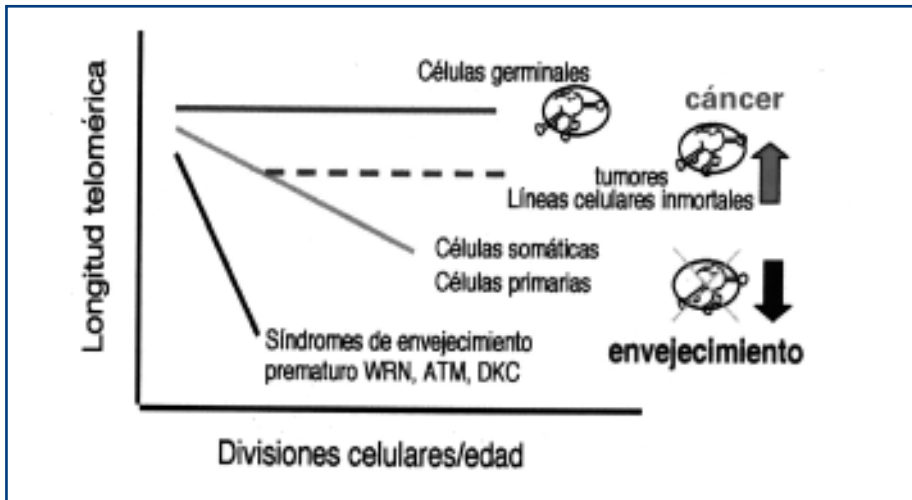 Longitud telomérica
Células germinales
cáncer
tumores
Líneas celulares inmortales
Células somáticas
Células primarias
Síndromes de envejecimiento
prematuro WRN, ATM, DKC
envejecimiento
Divisiones celulares/edad